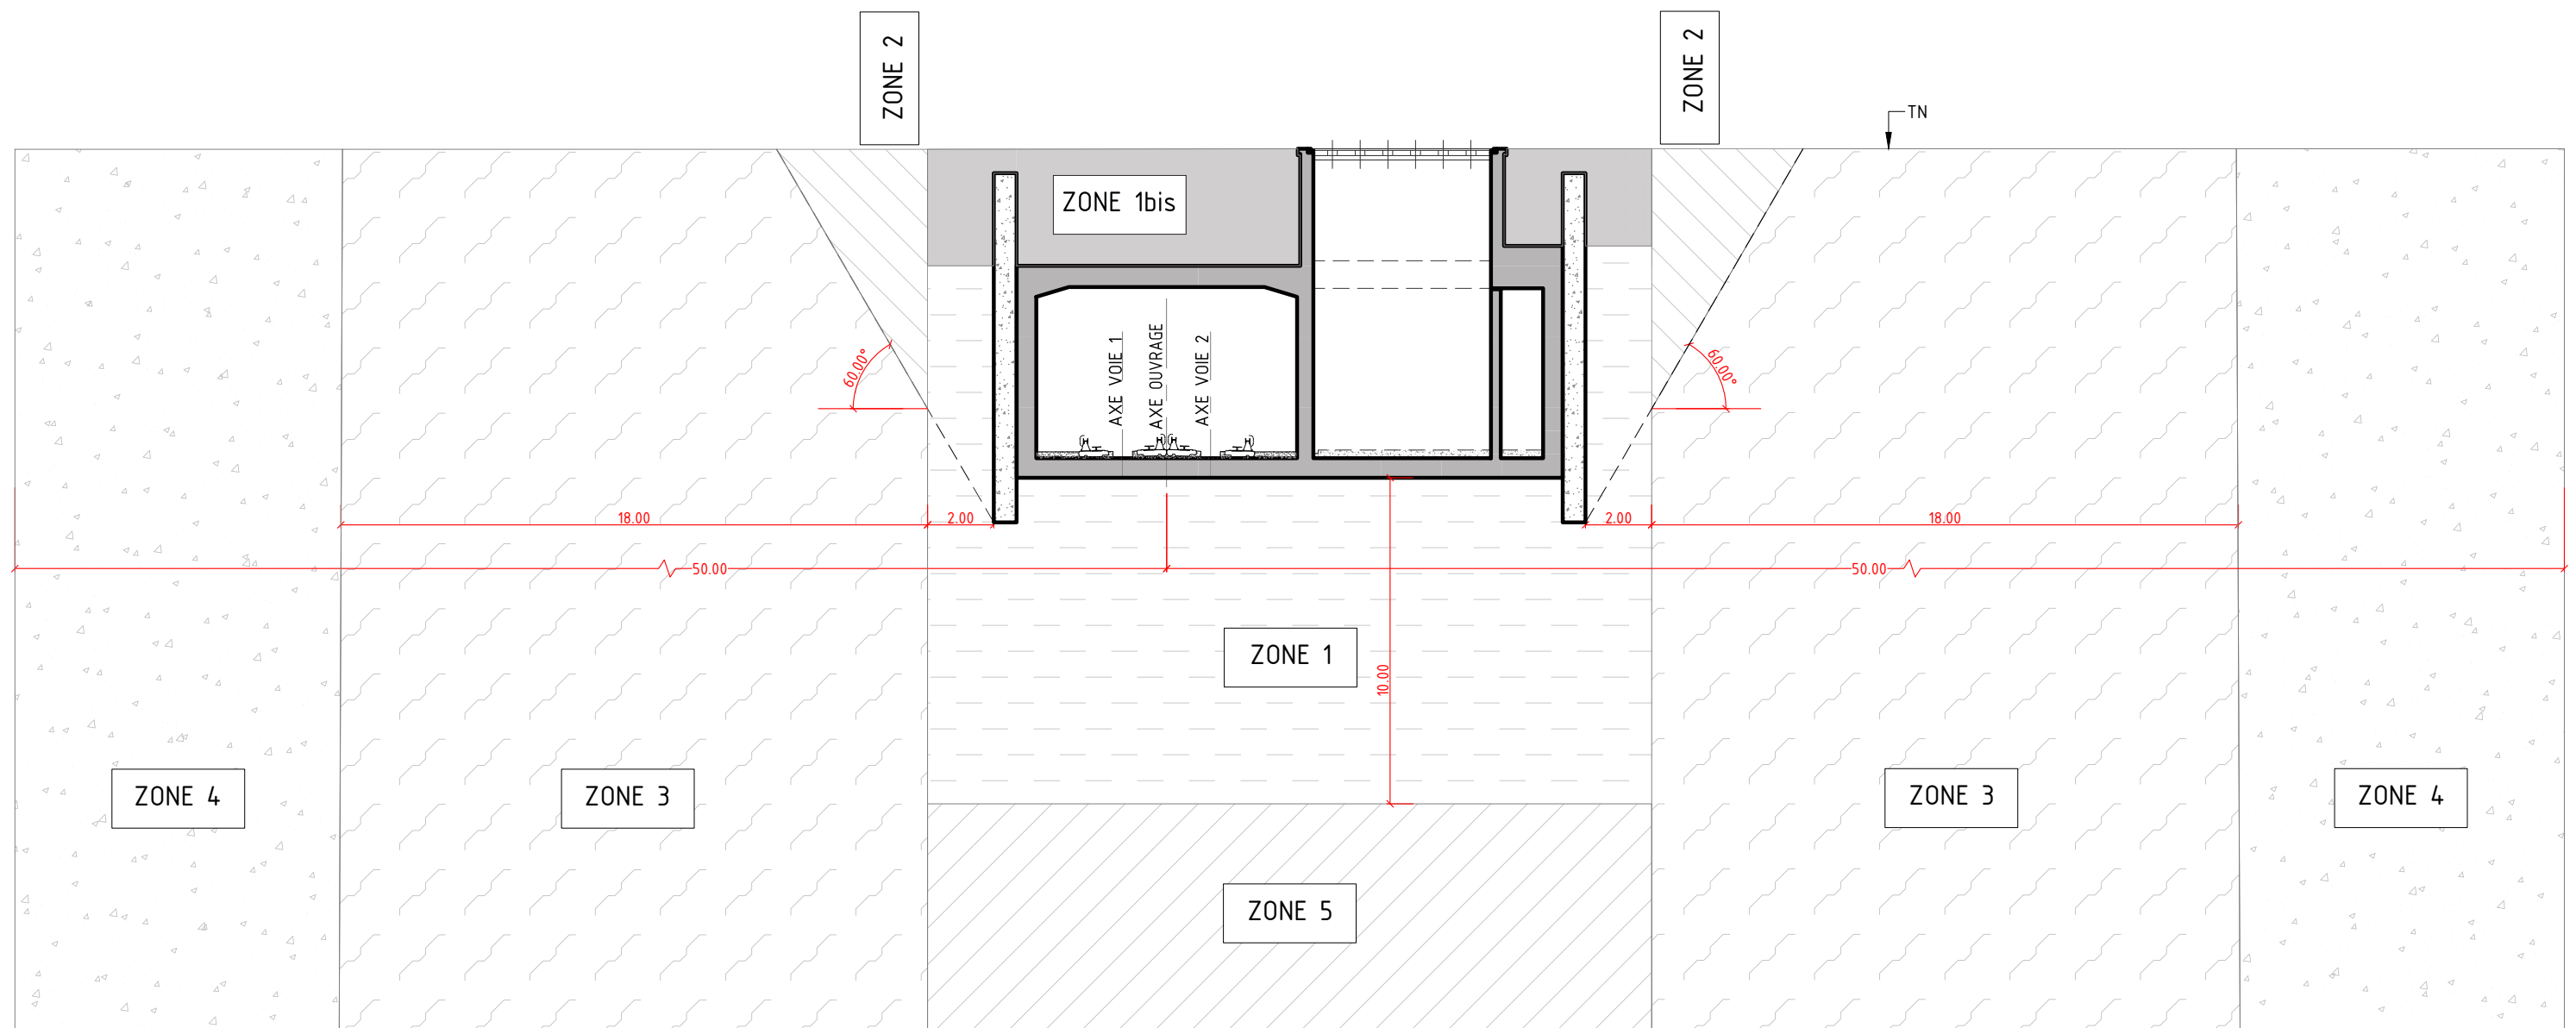 ZONE 2
ZONE 2
TN
ZONE 1bis
AXE VOIE 1
AXE OUVRAGE
AXE VOIE 2
60.00°
60.00°
18.00
2.00
2.00
18.00
50.00
50.00
ZONE 1
10.00
ZONE 4
ZONE 3
ZONE 3
ZONE 4
ZONE 5